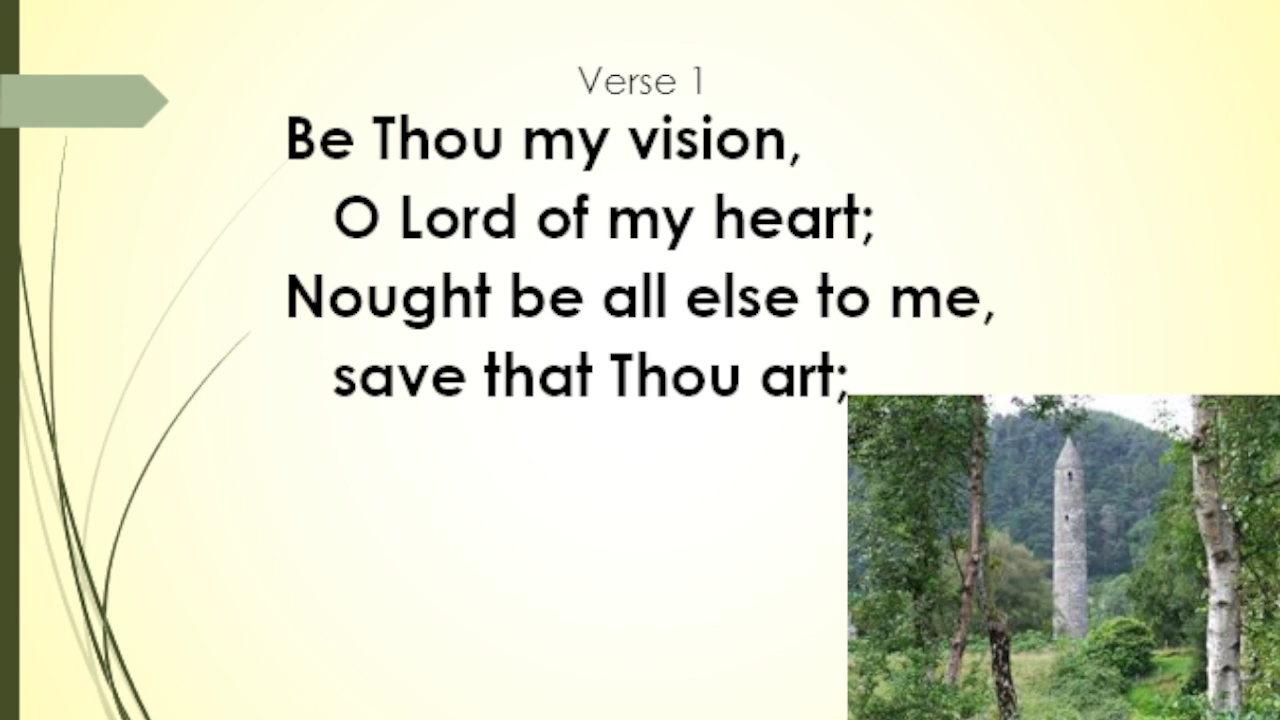 Verse 1
Be Thou my vision,
O Lord of my heart;
Nought be all else to me,
save that Thou art;